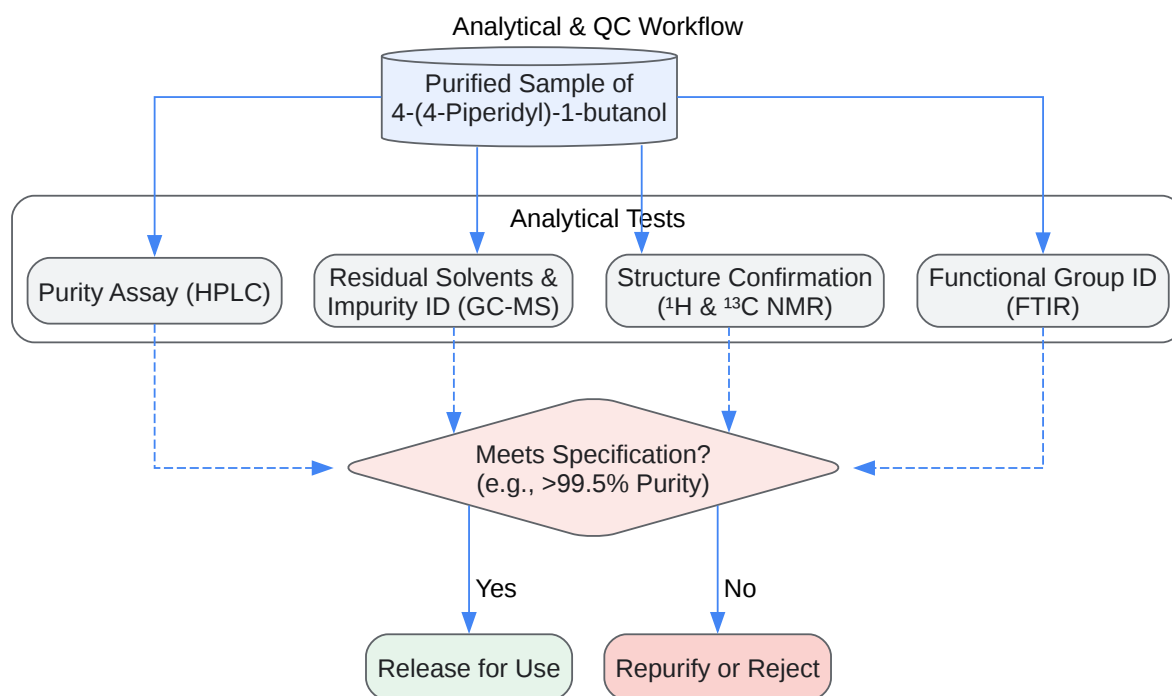 Analytical & QC Workflow
Purified Sample of
4-(4-Piperidyl)-1-butanol
Analytical Tests
Purity Assay (HPLC)
Residual Solvents &
Impurity ID (GC-MS)
Structure Confirmation
(¹H & ¹³C NMR)
Functional Group ID
(FTIR)
Meets Specification?
(e.g., >99.5% Purity)
Yes
No
Release for Use
Repurify or Reject